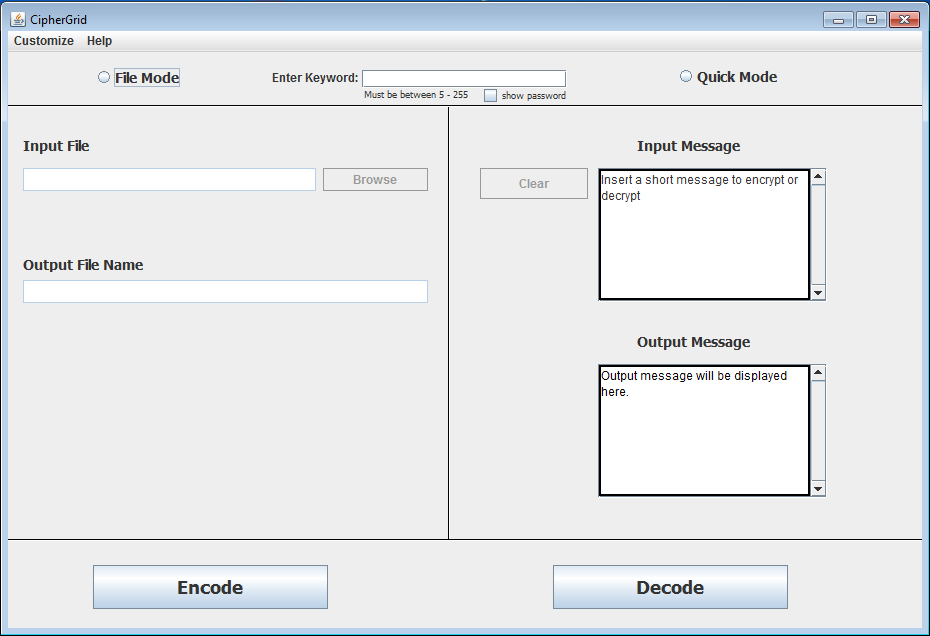 CipherGrid
Customize Help
File Mode
Enter Keyword:
Must be between 5 - 255
show password
Quick Mode
Input File
Browse
Output File Name
Input Message
Clear
Insert a short message to encrypt or
decrypt
Output Message
Output message will be displayed
here.
Encode
Decode